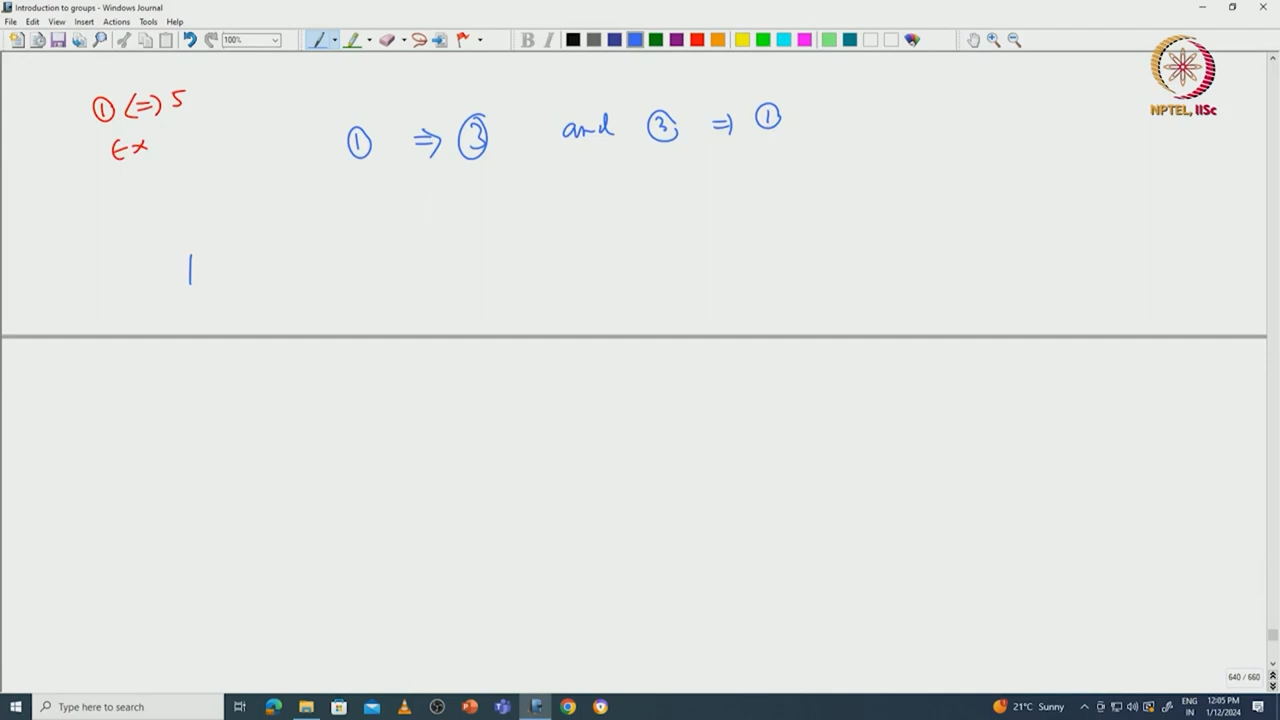 Introduction to groups - Windows Journal
File Edit View Insert Actions Tools Help
100%
NPTEL, IISc
① (=) 5
Ex
① => ③ and ③ => ①
640 / 660
Type here to search
21°C Sunny
ENG
IN
12:05 PM
1/12/2024